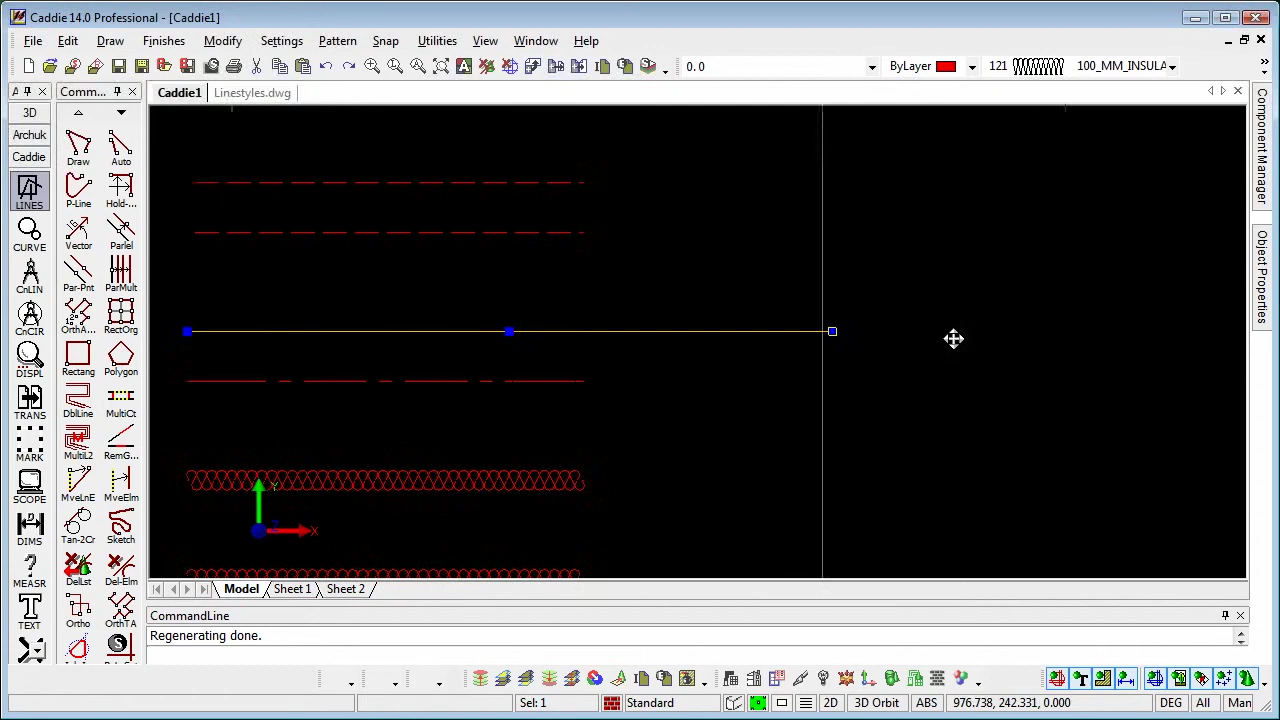 Caddie 14.0 Professional - [Caddie1]
File Edit Draw Finishes Modify Settings Pattern Snap Utilities View Window Help
0.0 ByLayer 121 100_MM_INSULA
A Comm... Caddie1 Linestyles.dwg
3D
Archuk
Caddie
LINES
CURVE
CnLIN
CnCIR
DISPL
TRANS
MARK
SCOPE
DIMS
MEASR
TEXT
Draw Auto
P-Line Hold-...
Vector Parlel
Par-Pnt ParMult
OrthA... RectOrg
Rectang Polygon
DblLine MultiCt
MultiL2 RemG...
MveLnE MveElm
Tan-2Cr Sketch
DelLst Del-Elm
Ortho OrthTA
Y
Z X
Component Manager
Object Properties
Model Sheet 1 Sheet 2
CommandLine
Regenerating done.
Sel: 1 Standard 2D 3D Orbit ABS 976.738, 242.331, 0.000 DEG All Man